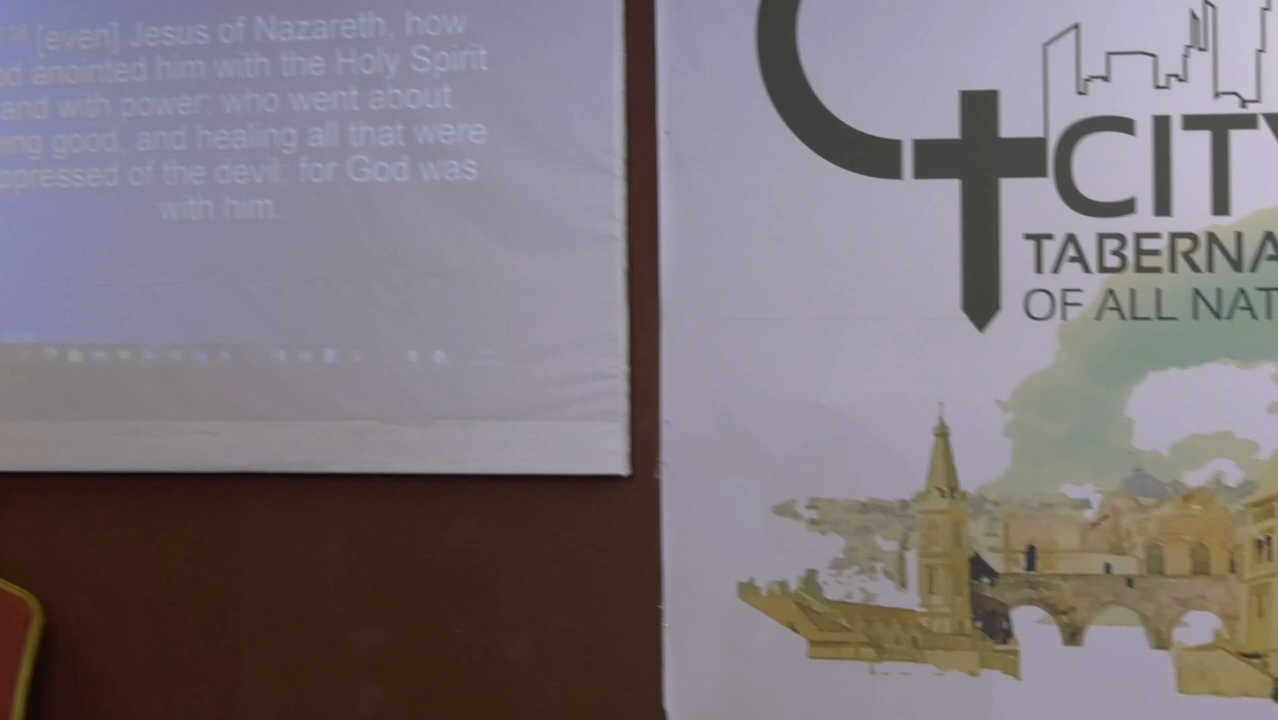 [even] Jesus of Nazareth, how
anointed him with the Holy Spirit
and with power: who went about
good, and healing all that were
of the devil; for God was
with him.
CITY
TABERNA
OF ALL NAT